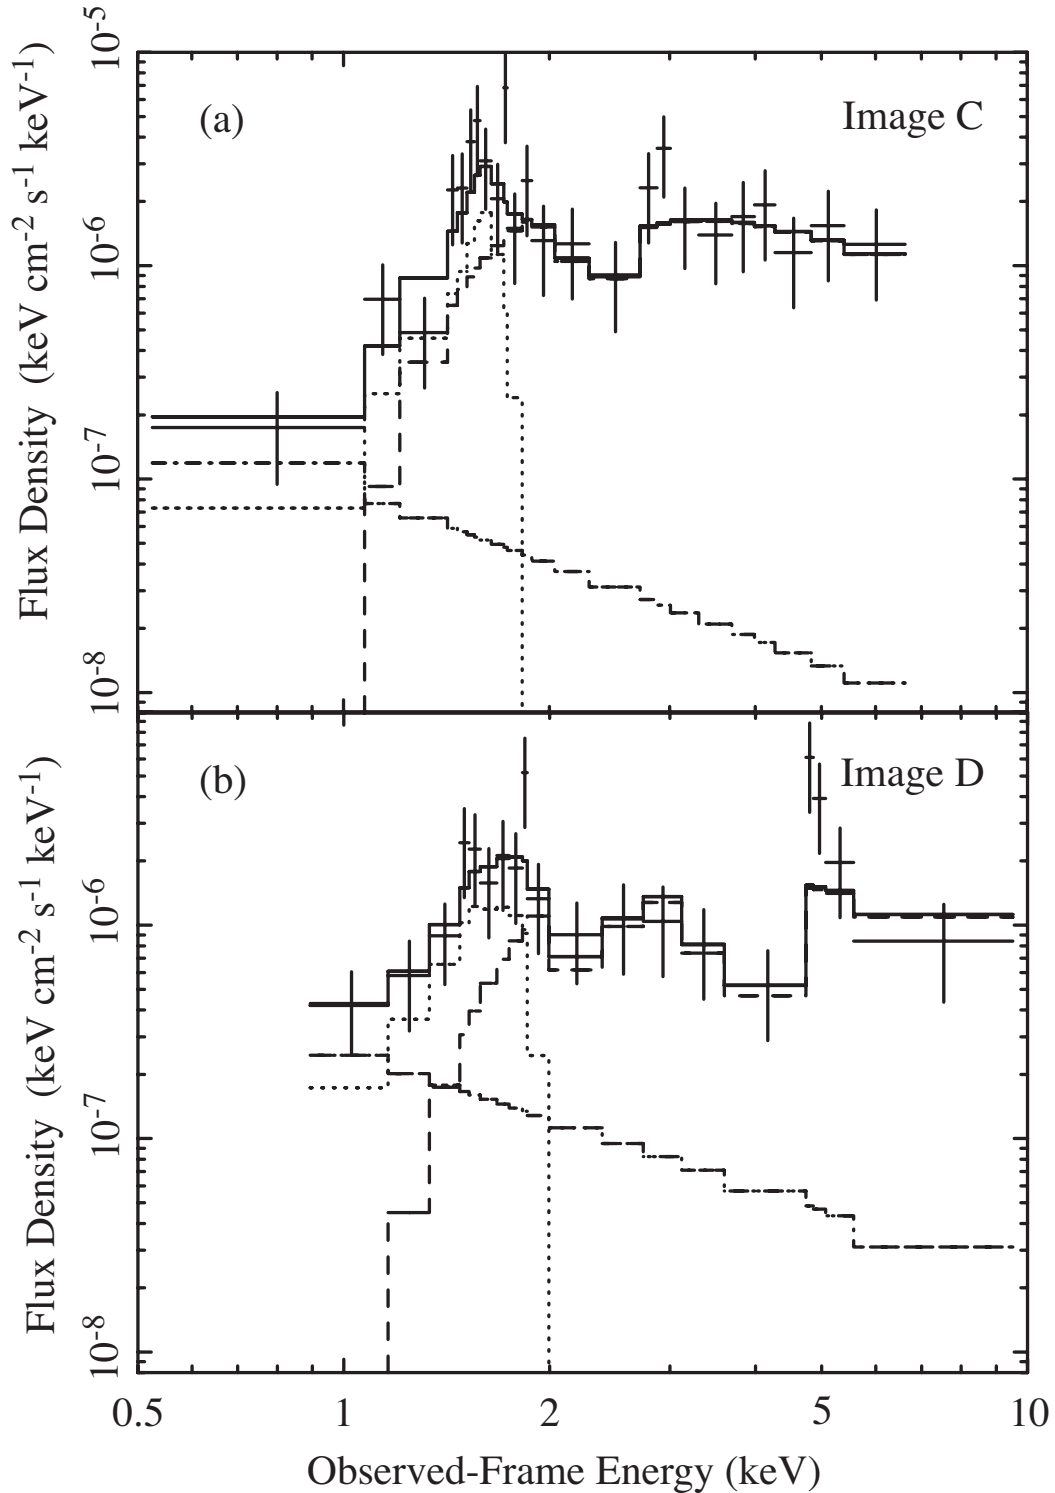 10⁻⁵
(a)
Image C
10⁻⁶
10⁻⁷
10⁻⁸
Flux Density (keV cm⁻² s⁻¹ keV⁻¹)
(b)
Image D
10⁻⁶
10⁻⁷
10⁻⁸
Flux Density (keV cm⁻² s⁻¹ keV⁻¹)
0.5 1 2 5 10
Observed-Frame Energy (keV)